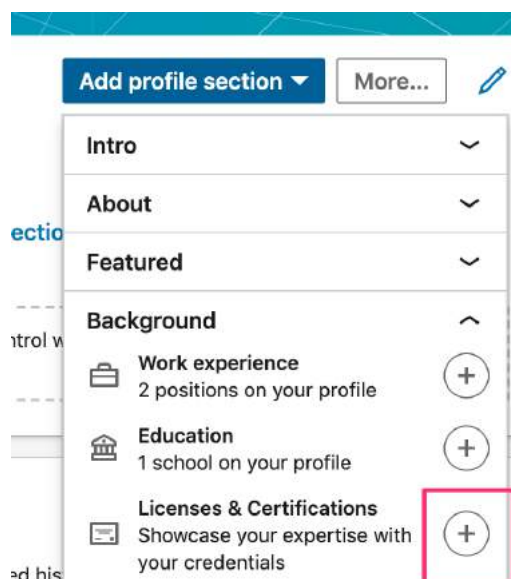 Add profile section More...
Intro
About
ectio
Featured
Background
ntrol w
Work experience
2 positions on your profile
Education
1 school on your profile
Licenses & Certifications
Showcase your expertise with
your credentials
ed his